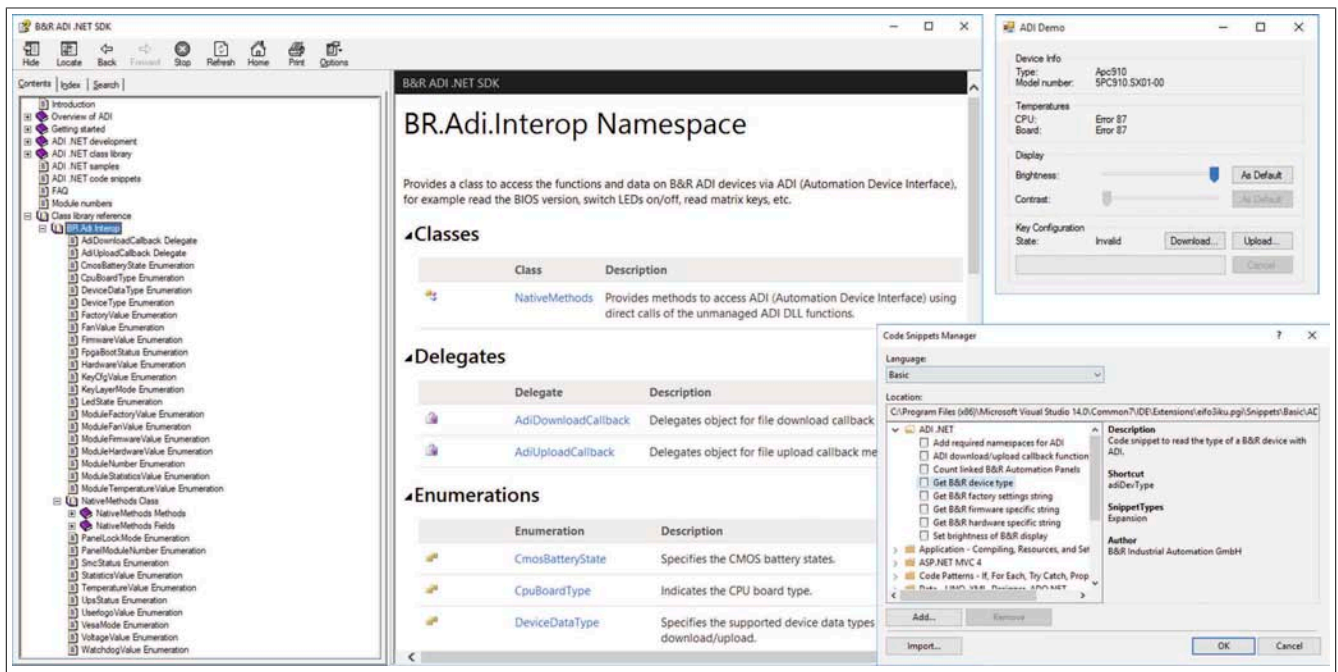 B&R ADI .NET SDK
Hide Locate Back Forward Stop Refresh Home Print Options
Contents Index Search
Introduction
Overview of ADI
Getting started
ADI .NET development
ADI .NET class library
ADI .NET samples
ADI .NET code snippets
FAQ
Module numbers
Class library reference
BR.Adi.Interop
AdiDownloadCallback Delegate
AdiUploadCallback Delegate
CmosBatteryState Enumeration
CpuBoardType Enumeration
DeviceDataType Enumeration
DeviceType Enumeration
FactoryValue Enumeration
FanValue Enumeration
FirmwareValue Enumeration
FpgaBootStatus Enumeration
HardwareValue Enumeration
KeyCfgValue Enumeration
KeyLayerMode Enumeration
LedState Enumeration
ModuleFactoryValue Enumeration
ModuleFanValue Enumeration
ModuleFirmwareValue Enumeration
ModuleHardwareValue Enumeration
ModuleNumber Enumeration
ModuleStatisticsValue Enumeration
ModuleTemperatureValue Enumeration
NativeMethods Class
NativeMethods Methods
NativeMethods Fields
PanelLockMode Enumeration
PanelModuleNumber Enumeration
SmcStatus Enumeration
StatisticsValue Enumeration
TemperatureValue Enumeration
UpsStatus Enumeration
UserlogoValue Enumeration
VesaMode Enumeration
VoltageValue Enumeration
WatchdogValue Enumeration
B&R ADI .NET SDK
BR.Adi.Interop Namespace
Provides a class to access the functions and data on B&R ADI devices via ADI (Automation Device Interface),
for example read the BIOS version, switch LEDs on/off, read matrix keys, etc.
Classes
Class Description
NativeMethods Provides methods to access ADI (Automation Device Interface) using
direct calls of the unmanaged ADI DLL functions.
Delegates
Delegate Description
AdiDownloadCallback Delegates object for file download callback
AdiUploadCallback Delegates object for file upload callback me
Enumerations
Enumeration Description
CmosBatteryState Specifies the CMOS battery states.
CpuBoardType Indicates the CPU board type.
DeviceDataType Specifies the supported device data types
download/upload.
ADI Demo
Device Info
Type: Apc910
Model number: 5PC910.SX01-00
Temperatures
CPU: Error 87
Board: Error 87
Display
Brightness: As Default
Contrast: As Default
Key Configuration
State: Invalid Download... Upload...
Cancel
Code Snippets Manager
Language:
Basic
Location:
C:\Program Files (x86)\Microsoft Visual Studio 14.0\Common7\IDE\Extensions\eifo3iku.pgi\Snippets\Basic\AD
ADI .NET
Add required namespaces for ADI
ADI download/upload callback function
Count linked B&R Automation Panels
Get B&R device type
Get B&R factory settings string
Get B&R firmware specific string
Get B&R hardware specific string
Set brightness of B&R display
Application - Compiling, Resources, and Set
ASP.NET MVC 4
Code Patterns - If, For Each, Try Catch, Prop
Data - LINQ, XML, Designer, ADO.NET
Description
Code snippet to read the type of a B&R device with
ADI.
Shortcut
adiDevType
SnippetTypes
Expansion
Author
B&R Industrial Automation GmbH
Add... Remove
Import... OK Cancel